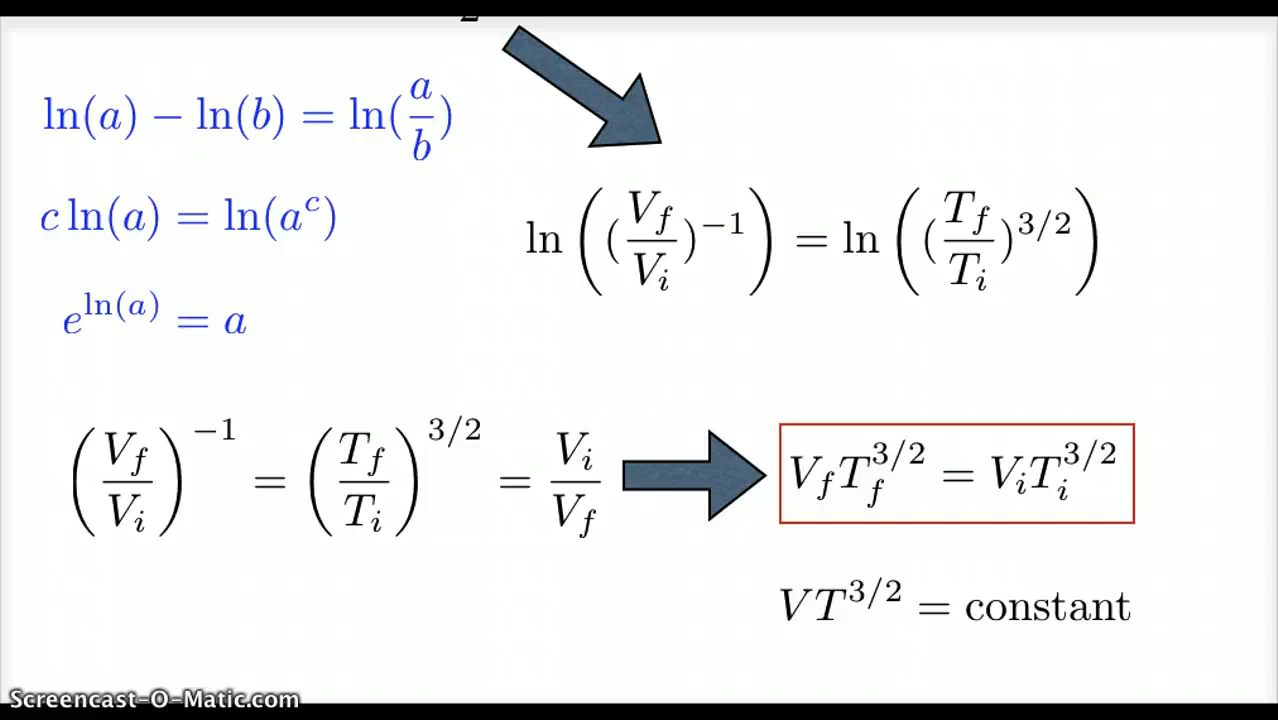 ln(a) − ln(b) = ln(a/b)
c ln(a) = ln(a^c)
e^{ln(a)} = a
ln((V_f/V_i)^{−1}) = ln((T_f/T_i)^{3/2})
(V_f/V_i)^{−1} = (T_f/T_i)^{3/2} = V_i/V_f
V_f T_f^{3/2} = V_i T_i^{3/2}
VT^{3/2} = constant
Screencast-O-Matic.com